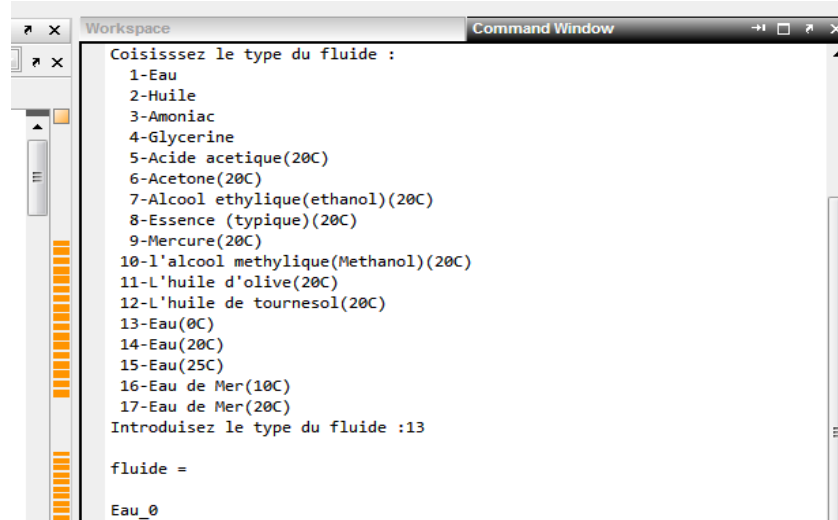 Workspace
Command Window
Coisisssez le type du fluide :
1-Eau
2-Huile
3-Amoniac
4-Glycerine
5-Acide acetique(20C)
6-Acetone(20C)
7-Alcool ethylique(ethanol)(20C)
8-Essence (typique)(20C)
9-Mercure(20C)
10-l'alcool methylique(Methanol)(20C)
11-L'huile d'olive(20C)
12-L'huile de tournesol(20C)
13-Eau(0C)
14-Eau(20C)
15-Eau(25C)
16-Eau de Mer(10C)
17-Eau de Mer(20C)
Introduisez le type du fluide :13
fluide =
Eau_0